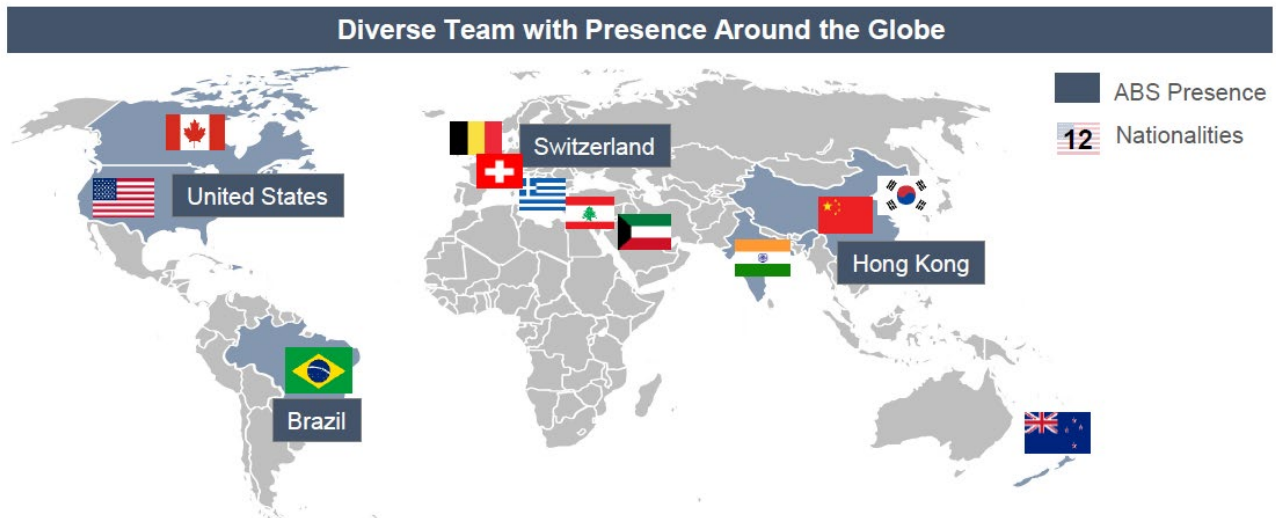 Diverse Team with Presence Around the Globe
ABS Presence
12 Nationalities
Switzerland
United States
Hong Kong
Brazil